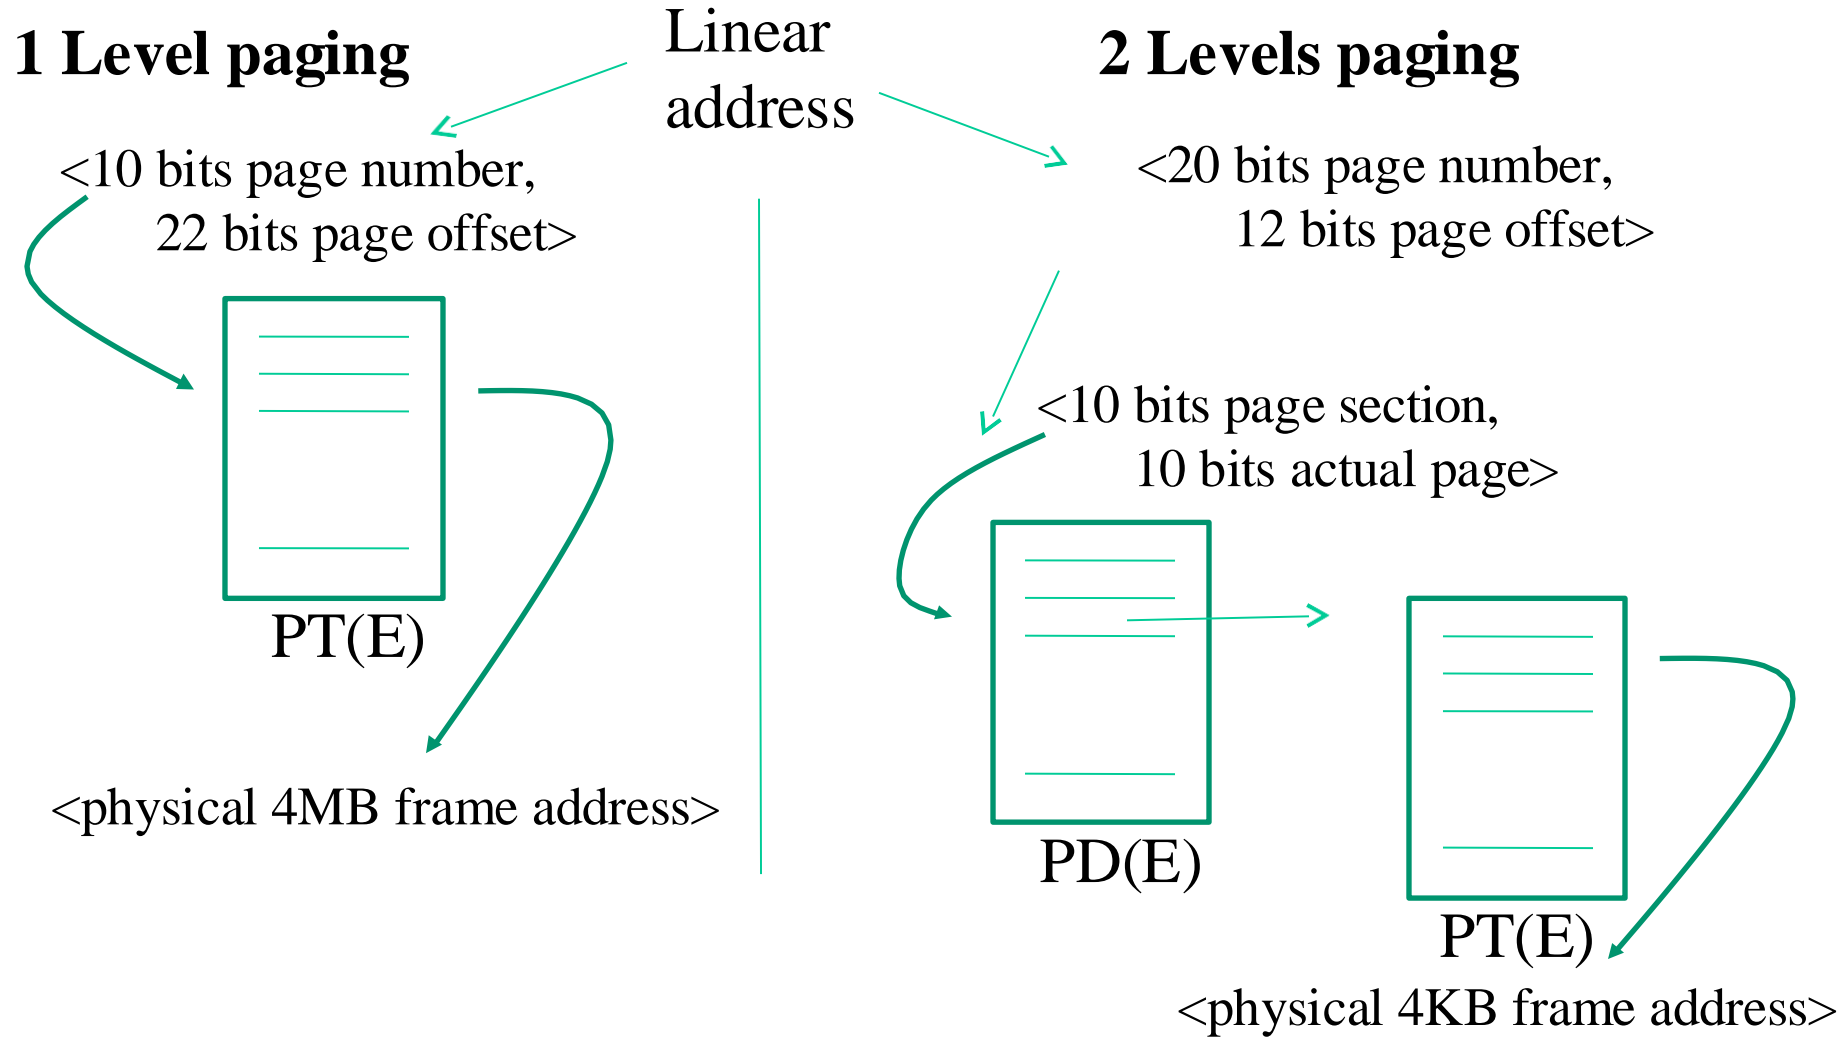 1 Level paging
Linear
address
2 Levels paging
<10 bits page number,
22 bits page offset>
PT(E)
<physical 4MB frame address>
<20 bits page number,
12 bits page offset>
<10 bits page section,
10 bits actual page>
PD(E)
PT(E)
<physical 4KB frame address>